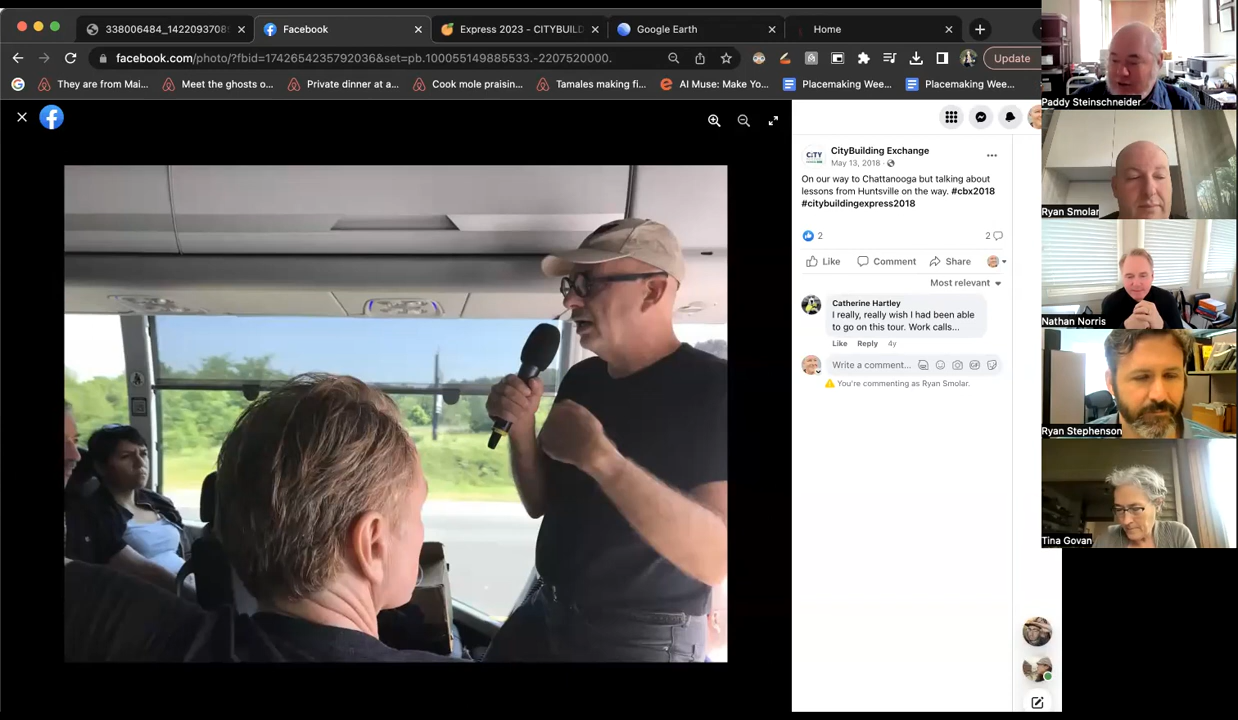 338006484_1422093708
Facebook
Express 2023 - CITYBUILD
Google Earth
Home
facebook.com/photo/?fbid=1742654235792036&set=pb.100055149885533.-2207520000.
Update
They are from Mai...
Meet the ghosts o...
Private dinner at a...
Cook mole praisin...
Tamales making fi...
AI Muse: Make Yo...
Placemaking Wee...
Placemaking Wee...
CiTY
CityBuilding Exchange
May 13, 2018
On our way to Chattanooga but talking about
lessons from Huntsville on the way. #cbx2018
#citybuildingexpress2018
2
2
Like
Comment
Share
Most relevant
Catherine Hartley
I really, really wish I had been able
to go on this tour. Work calls...
Like Reply 4y
Write a comment...
You're commenting as Ryan Smolar.
Paddy Steinschneider
Ryan Smolar
Nathan Norris
Ryan Stephenson
Tina Govan